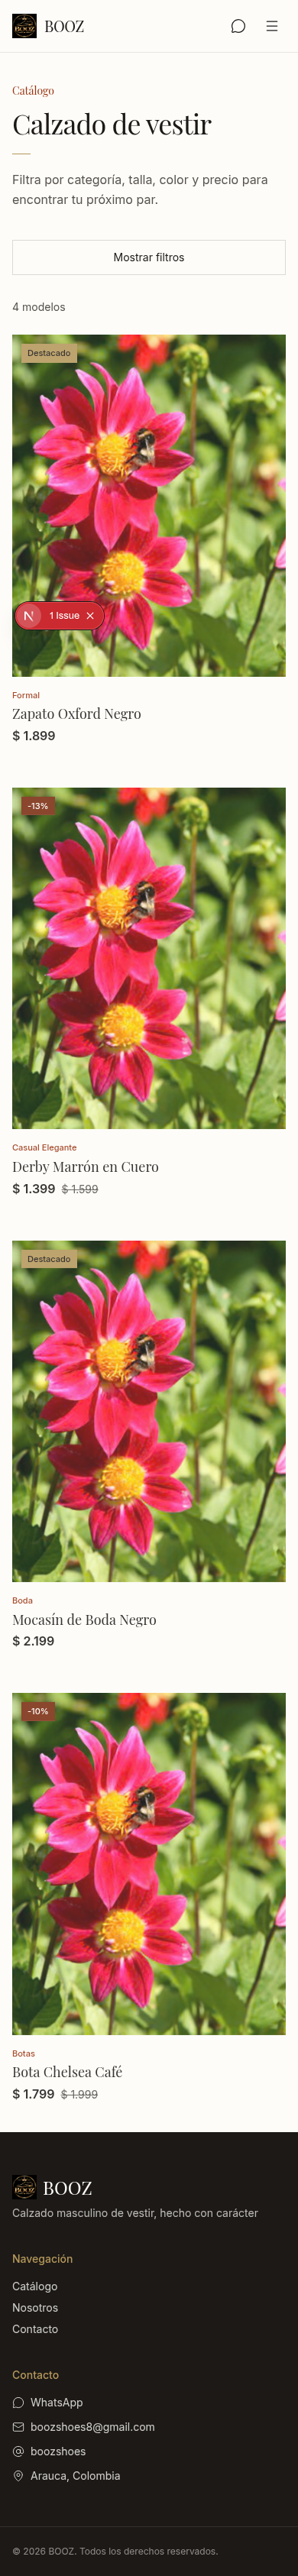 BOOZ
BOOZ
Catálogo
Calzado de vestir
Filtra por categoría, talla, color y precio para
encontrar tu próximo par.
Mostrar filtros
4 modelos
Destacado
N 1 Issue
Formal
Zapato Oxford Negro
$ 1.899
-13%
Casual Elegante
Derby Marrón en Cuero
$ 1.399 $ 1.599
Destacado
Boda
Mocasín de Boda Negro
$ 2.199
-10%
Botas
Bota Chelsea Café
$ 1.799 $ 1.999
BOOZ
BOOZ
Calzado masculino de vestir, hecho con carácter
Navegación
Catálogo
Nosotros
Contacto
Contacto
WhatsApp
boozshoes8@gmail.com
boozshoes
Arauca, Colombia
© 2026 BOOZ. Todos los derechos reservados.